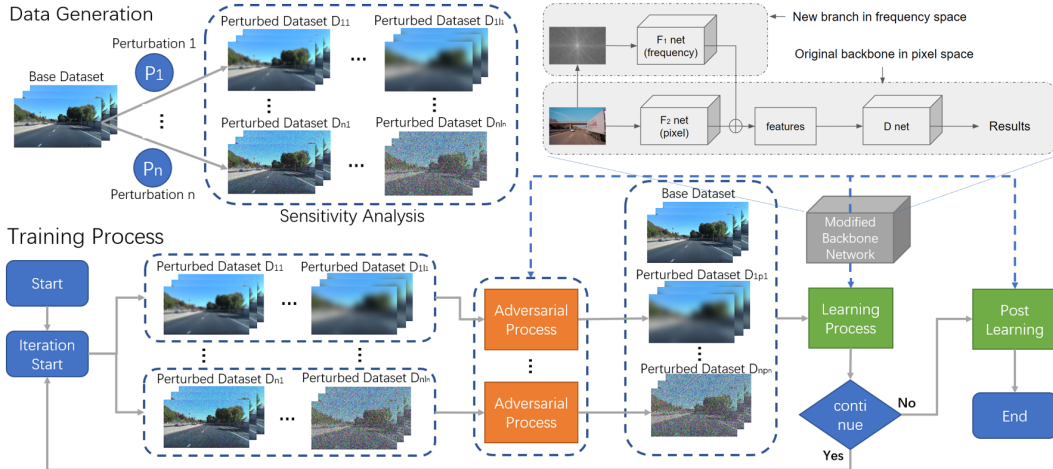 Data Generation
Base Dataset
Perturbation 1
P1
Pn
Perturbation n
Perturbed Dataset D11
Perturbed Dataset D1l1
...
Perturbed Dataset Dn1
Perturbed Dataset Dnln
...
Sensitivity Analysis
F1 net
(frequency)
New branch in frequency space
Original backbone in pixel space
F2 net
(pixel)
features
D net
Results
Training Process
Start
Iteration
Start
Perturbed Dataset D11
Perturbed Dataset D1l1
...
Perturbed Dataset Dn1
Perturbed Dataset Dnln
...
Adversarial
Process
Adversarial
Process
Base Dataset
Perturbed Dataset D1p1
Perturbed Dataset Dnpn
Modified
Backbone
Network
Learning
Process
Post
Learning
conti
nue
No
Yes
End